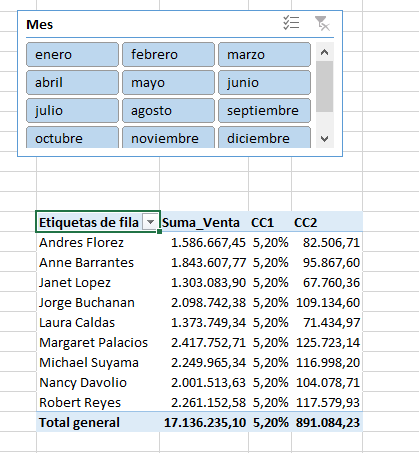 Mes
enero febrero marzo
abril mayo junio
julio agosto septiembre
octubre noviembre diciembre
Etiquetas de fila Suma_Venta CC1 CC2
Andres Florez 1.586.667,45 5,20% 82.506,71
Anne Barrantes 1.843.607,77 5,20% 95.867,60
Janet Lopez 1.303.083,90 5,20% 67.760,36
Jorge Buchanan 2.098.742,38 5,20% 109.134,60
Laura Caldas 1.373.749,34 5,20% 71.434,97
Margaret Palacios 2.417.752,71 5,20% 125.723,14
Michael Suyama 2.249.965,34 5,20% 116.998,20
Nancy Davolio 2.001.513,63 5,20% 104.078,71
Robert Reyes 2.261.152,58 5,20% 117.579,93
Total general 17.136.235,10 5,20% 891.084,23